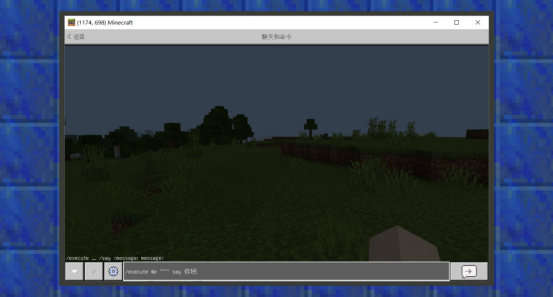 (1174, 698) Minecraft
返回
聊天和命令
/execute … /say <message: message>
/execute @e ~~~ say 你好